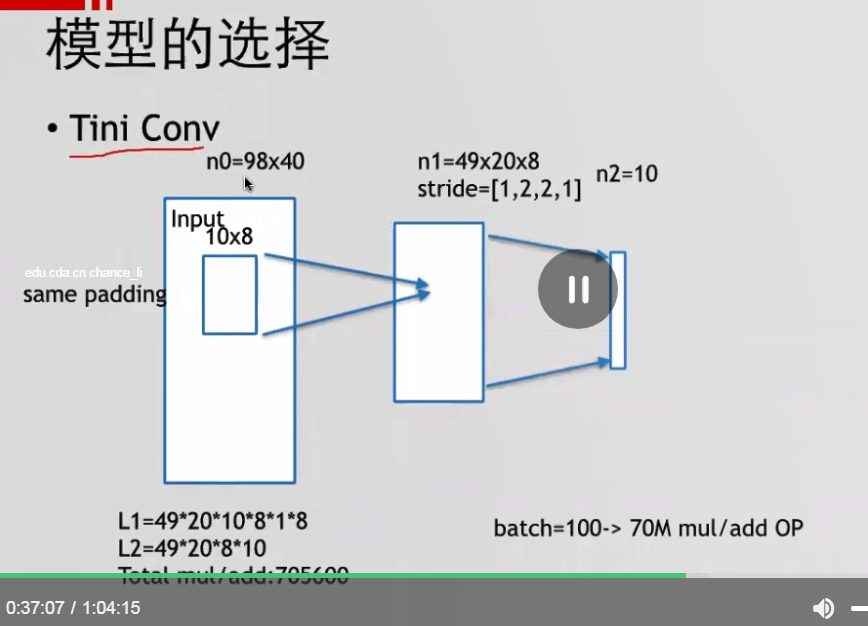 模型的选择
• Tini Conv
n0=98x40
n1=49x20x8
stride=[1,2,2,1]
n2=10
Input
10x8
edu.cda.cn chance_li
same padding
L1=49*20*10*8*1*8
L2=49*20*8*10
Total mul/add:705600
batch=100-> 70M mul/add OP
0:37:07 / 1:04:15